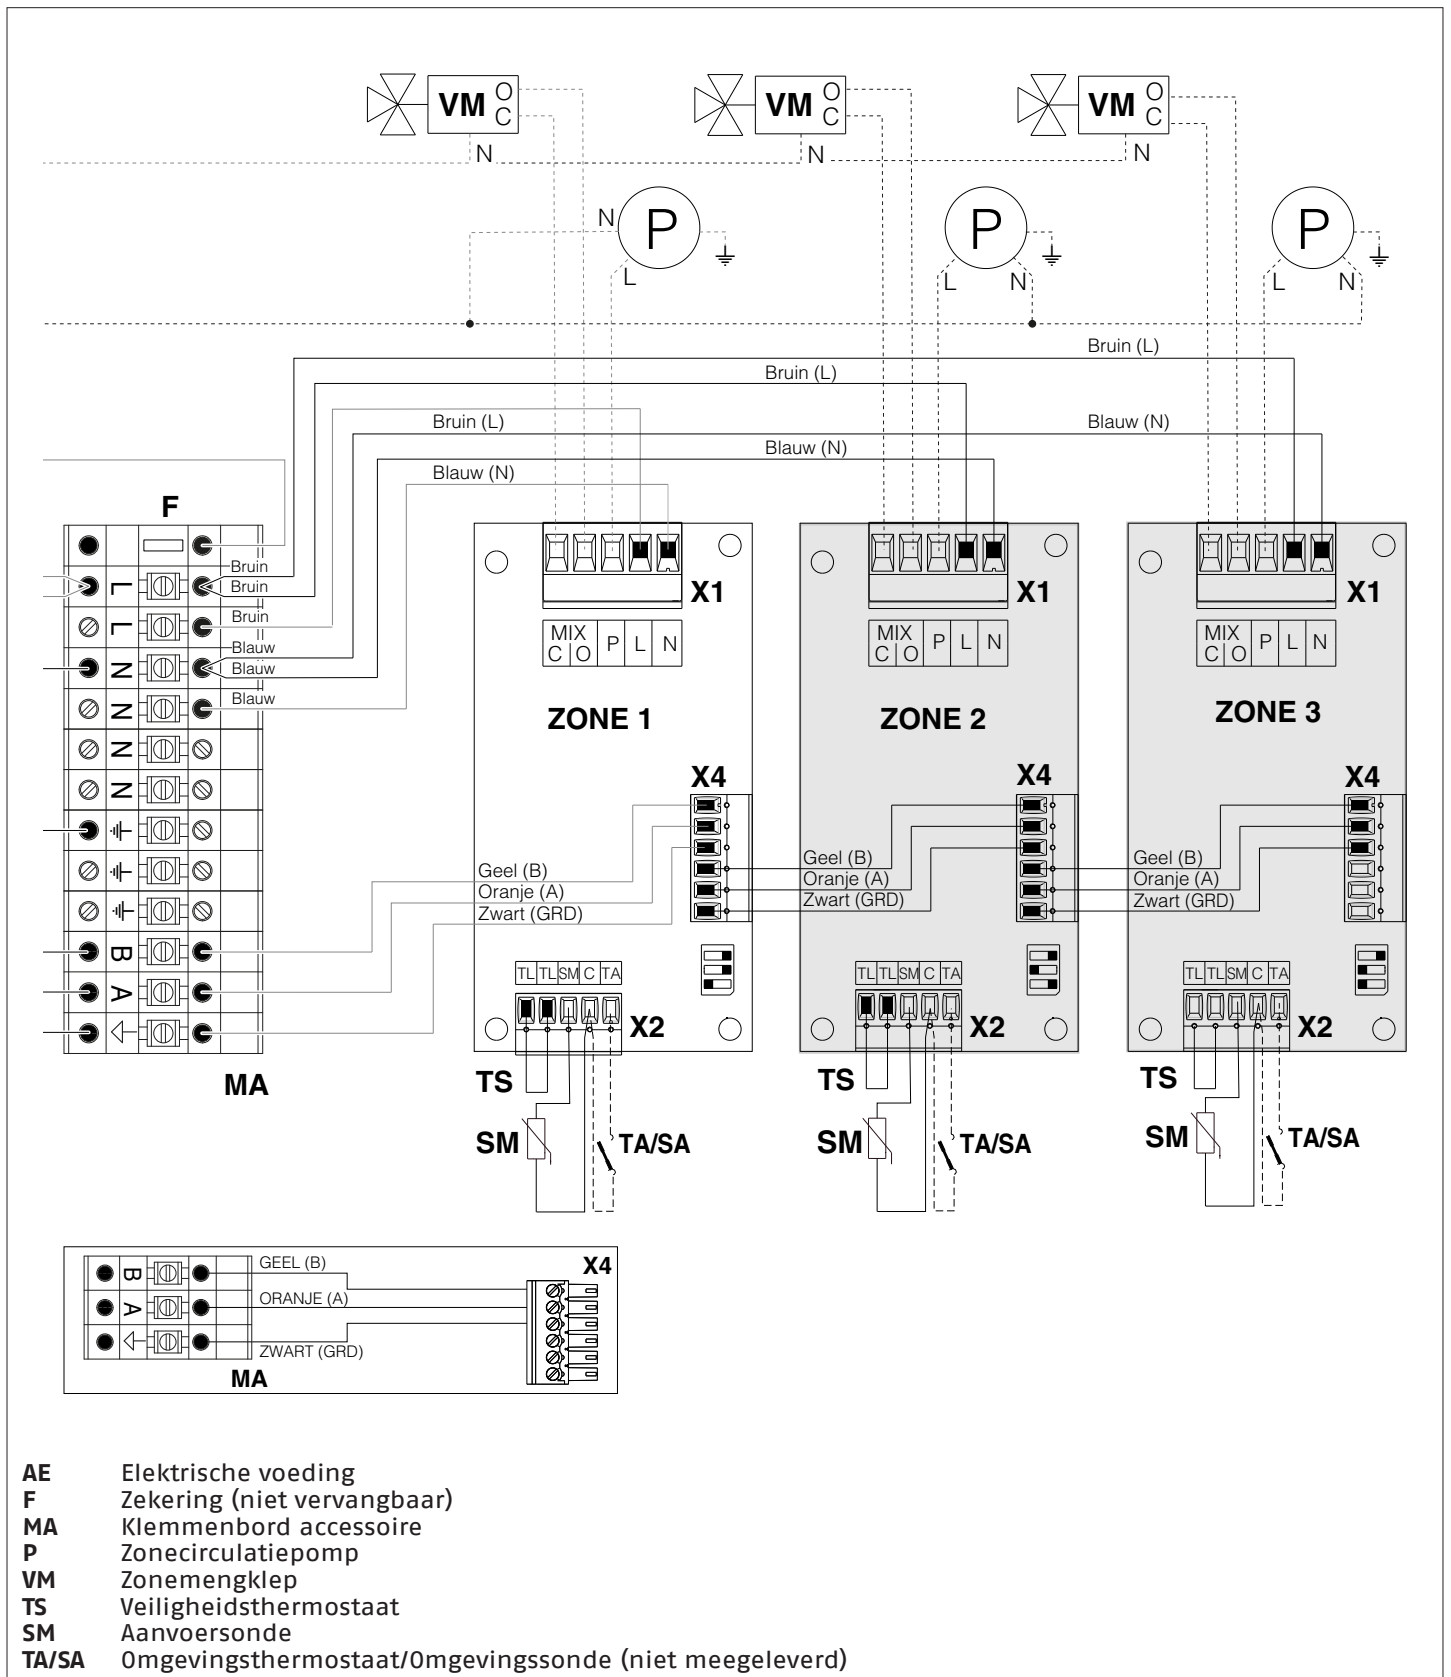 VM O C
VM O C
VM O C
N
N
N
N
P
P
P
L
L
N
L
N
Bruin (L)
Bruin (L)
Bruin (L)
Blauw (N)
Blauw (N)
Blauw (N)
F
Bruin
Bruin
Bruin
Blauw
Blauw
Blauw
L
L
N
N
N
N
B
A
MA
X1
MIX C O P L N
ZONE 1
X4
Geel (B)
Oranje (A)
Zwart (GRD)
TL TL SM C TA
X2
TS
SM
TA/SA
X1
MIX C O P L N
ZONE 2
X4
Geel (B)
Oranje (A)
Zwart (GRD)
TL TL SM C TA
X2
TS
SM
TA/SA
X1
MIX C O P L N
ZONE 3
X4
Geel (B)
Oranje (A)
Zwart (GRD)
TL TL SM C TA
X2
TS
SM
TA/SA
B
A
GEEL (B)
ORANJE (A)
ZWART (GRD)
X4
MA
AE Elektrische voeding
F Zekering (niet vervangbaar)
MA Klemmenbord accessoire
P Zonecirculatiepomp
VM Zonemengklep
TS Veiligheidsthermostaat
SM Aanvoersonde
TA/SA Omgevingsthermostaat/Omgevingssonde (niet meegeleverd)